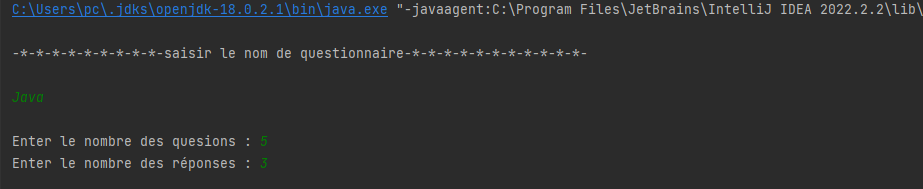 C:\Users\pc\.jdks\openjdk-18.0.2.1\bin\java.exe "-javaagent:C:\Program Files\JetBrains\IntelliJ IDEA 2022.2.2\lib\
-*-*-*-*-*-*-*-*-*-saisir le nom de questionnaire-*-*-*-*-*-*-*-*-*-*-*-
Java
Enter le nombre des quesions : 5
Enter le nombre des réponses : 3